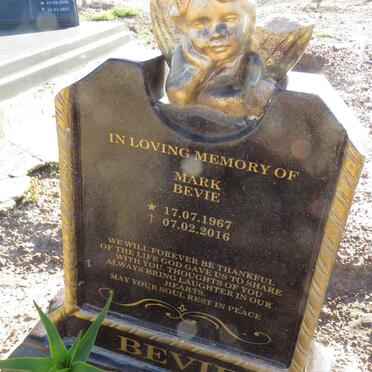 IN LOVING MEMORY OF
MARK
BEVIE
★ 17.07.1967
† 07.02.2016
WE WILL FOREVER BE THANKFUL
OF THE LIFE GOD GAVE US TO SHARE
WITH YOU. THOUGHTS OF YOU
ALWAYS BRING LAUGHTER IN OUR
HEARTS.
MAY YOUR SOUL REST IN PEACE
BEVIE